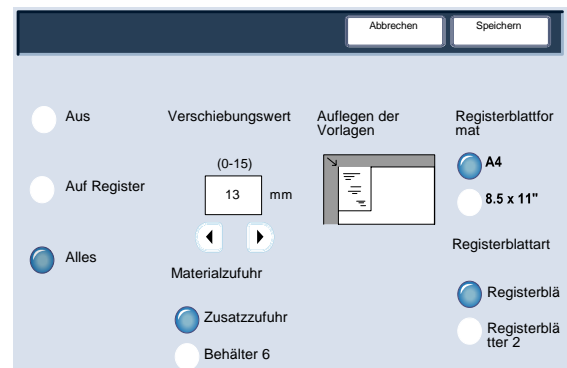 Abbrechen
Speichern
Aus
Auf Register
Alles
Verschiebungswert
(0-15)
13 mm
Materialzufuhr
Zusatzzufuhr
Behälter 6
Auflegen der
Vorlagen
Registerblattfor
mat
A4
8.5 x 11"
Registerblattart
Registerblä
Registerblä
tter 2